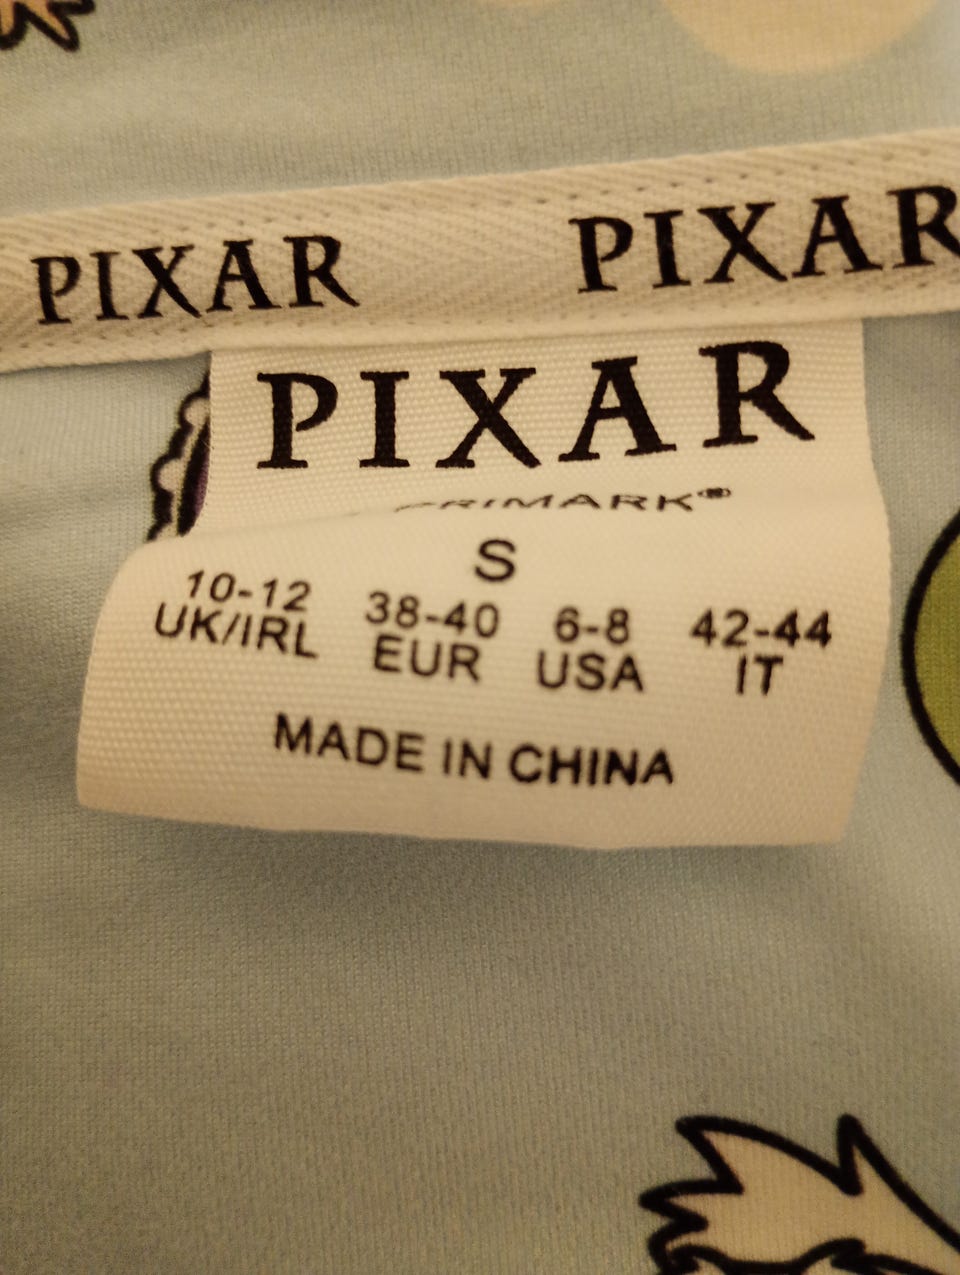 PIXAR PIXAR
PIXAR
PRIMARK®
S
10-12 38-40 6-8 42-44
UK/IRL EUR USA IT
MADE IN CHINA